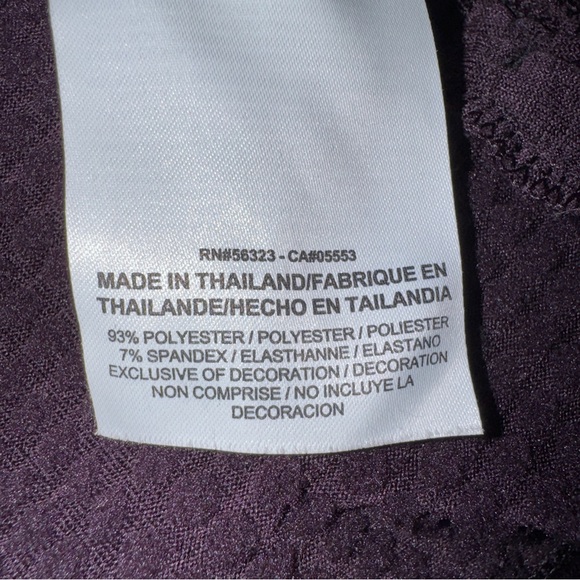 RN#56323 - CA#05553
MADE IN THAILAND/FABRIQUE EN
THAILANDE/HECHO EN TAILANDIA
93% POLYESTER / POLYESTER / POLIESTER
7% SPANDEX / ELASTHANNE / ELASTANO
EXCLUSIVE OF DECORATION / DECORATION
NON COMPRISE / NO INCLUYE LA
DECORACION